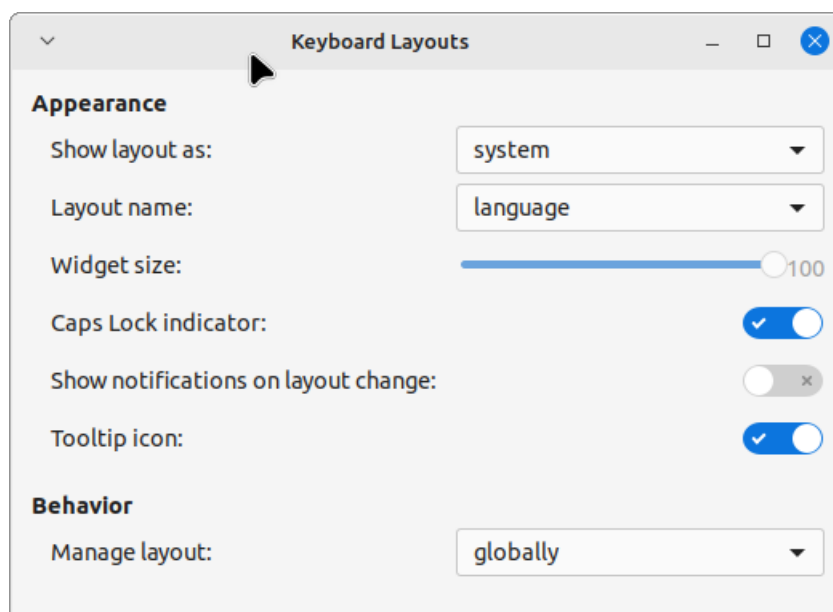 Keyboard Layouts
Appearance
Show layout as: system
Layout name: language
Widget size: 100
Caps Lock indicator:
Show notifications on layout change:
Tooltip icon:
Behavior
Manage layout: globally